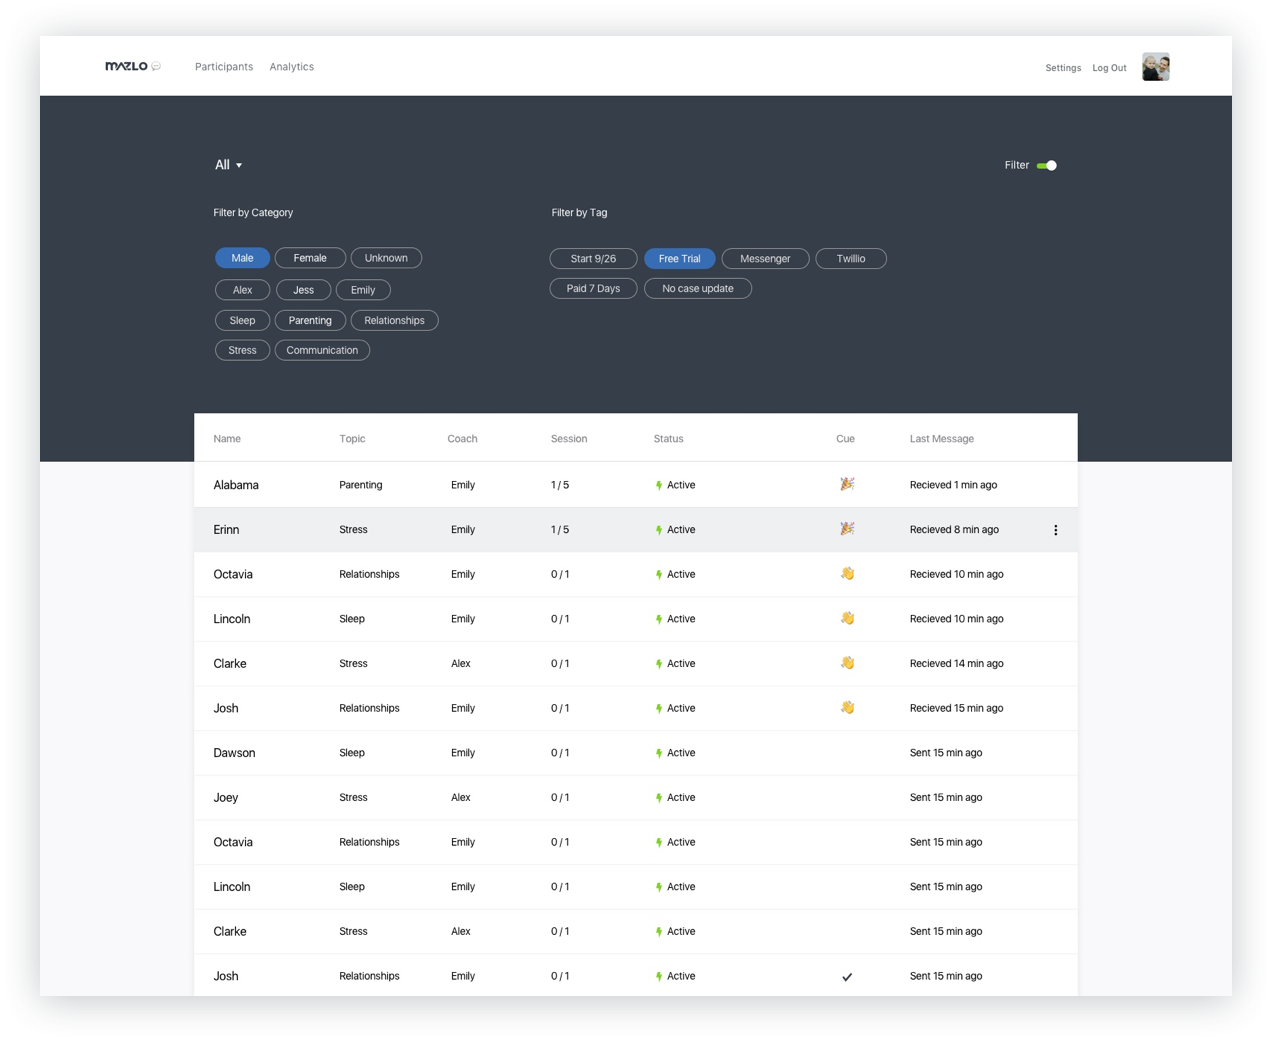 MAZLO Participants Analytics Settings Log Out
All Filter
Filter by Category Filter by Tag
Male Female Unknown Start 9/26 Free Trial Messenger Twillio
Alex Jess Emily Paid 7 Days No case update
Sleep Parenting Relationships
Stress Communication
Name Topic Coach Session Status Cue Last Message
Alabama Parenting Emily 1 / 5 Active Recieved 1 min ago
Erinn Stress Emily 1 / 5 Active Recieved 8 min ago
Octavia Relationships Emily 0 / 1 Active Recieved 10 min ago
Lincoln Sleep Emily 0 / 1 Active Recieved 10 min ago
Clarke Stress Alex 0 / 1 Active Recieved 14 min ago
Josh Relationships Emily 0 / 1 Active Recieved 15 min ago
Dawson Sleep Emily 0 / 1 Active Sent 15 min ago
Joey Stress Alex 0 / 1 Active Sent 15 min ago
Octavia Relationships Emily 0 / 1 Active Sent 15 min ago
Lincoln Sleep Emily 0 / 1 Active Sent 15 min ago
Clarke Stress Alex 0 / 1 Active Sent 15 min ago
Josh Relationships Emily 0 / 1 Active Sent 15 min ago